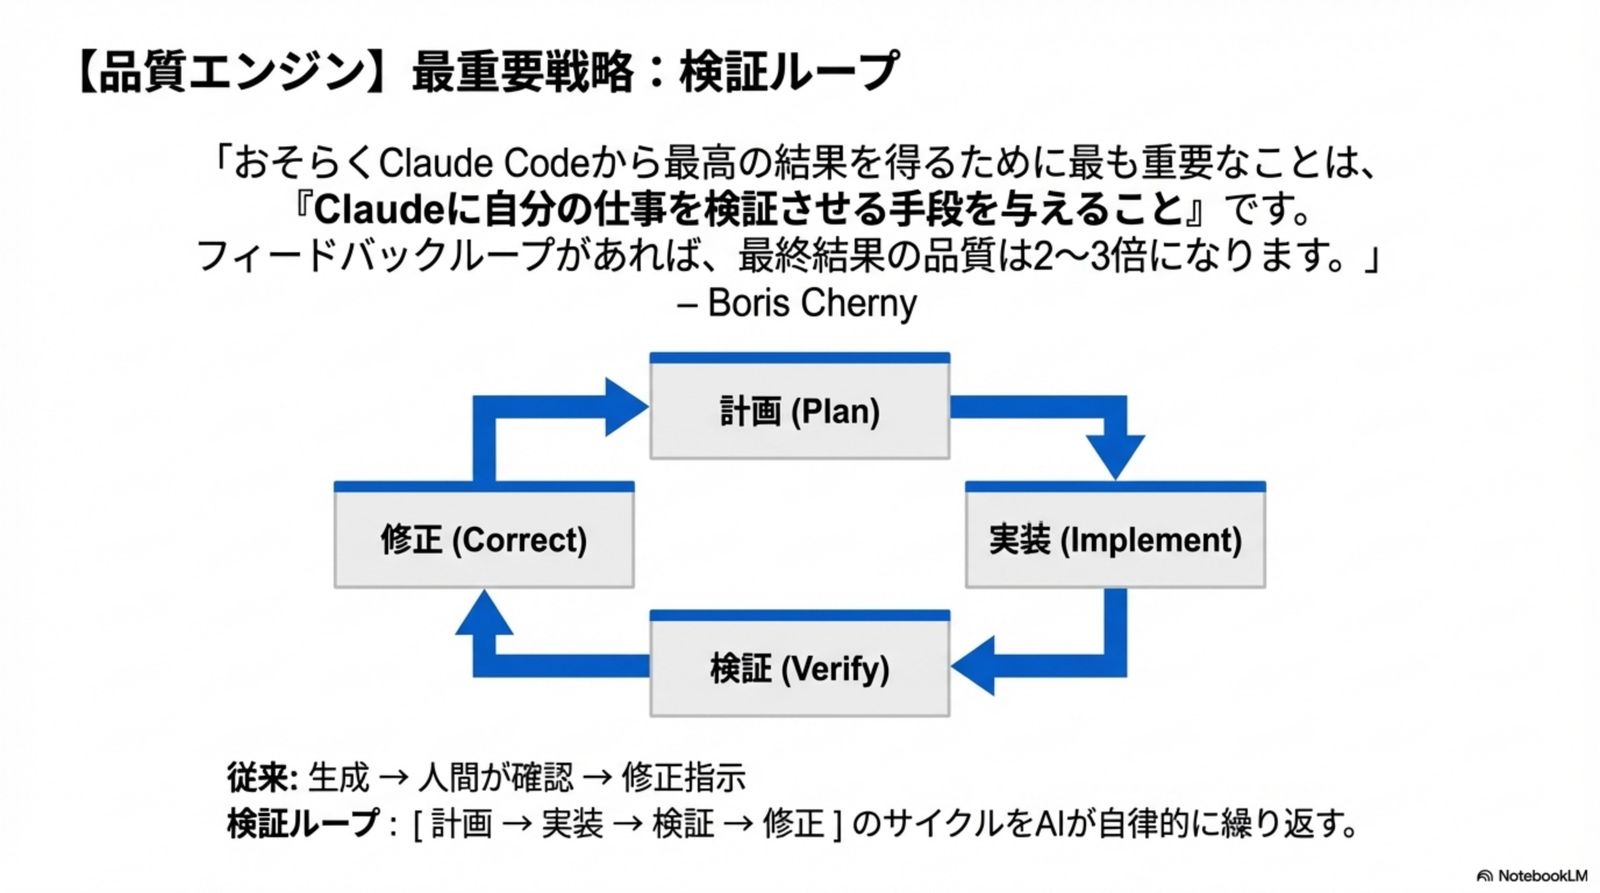 【品質エンジン】最重要戦略：検証ループ
「おそらくClaude Codeから最高の結果を得るために最も重要なことは、
『Claudeに自分の仕事を検証させる手段を与えること』です。
フィードバックループがあれば、最終結果の品質は2〜3倍になります。」
– Boris Cherny
計画 (Plan)
修正 (Correct)
実装 (Implement)
検証 (Verify)
従来: 生成 → 人間が確認 → 修正指示
検証ループ : [ 計画 → 実装 → 検証 → 修正 ] のサイクルをAIが自律的に繰り返す。
NotebookLM